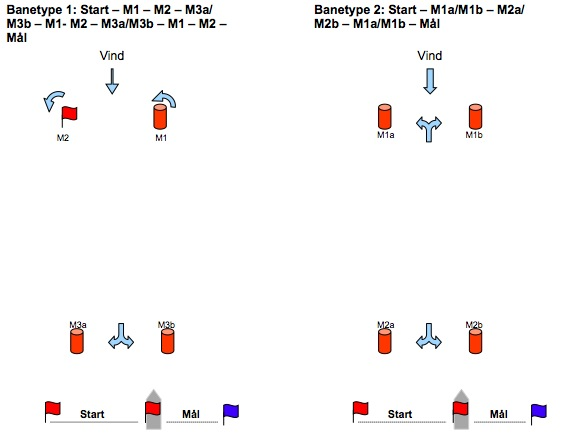 Banetype 1: Start – M1 – M2 – M3a/
M3b – M1- M2 – M3a/M3b – M1 – M2 –
Mål
Vind
M2
M1
M3a
M3b
Start
Mål
Banetype 2: Start – M1a/M1b – M2a/
M2b – M1a/M1b – Mål
Vind
M1a
M1b
M2a
M2b
Start
Mål